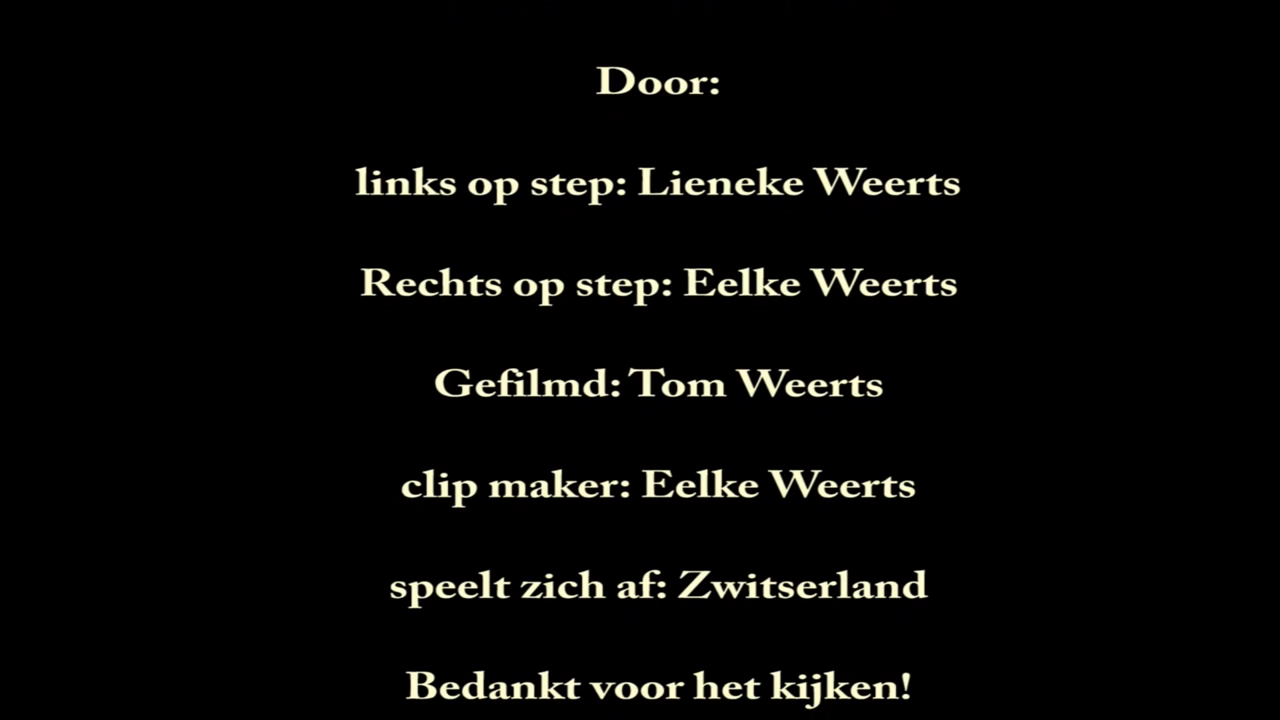 Door:
links op step: Lieneke Weerts
Rechts op step: Eelke Weerts
Gefilmd: Tom Weerts
clip maker: Eelke Weerts
speelt zich af: Zwitserland
Bedankt voor het kijken!